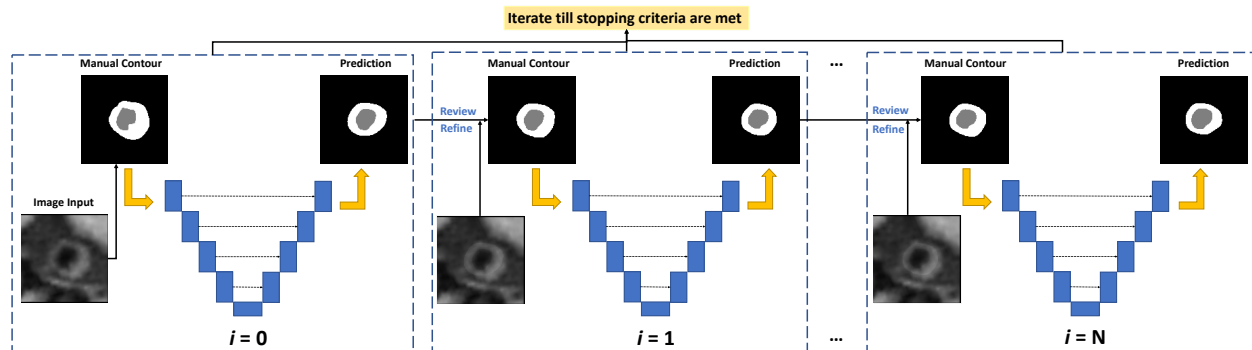 Iterate till stopping criteria are met
Manual Contour
Prediction
Image Input
i = 0
Review
Refine
Manual Contour
Prediction
i = 1
...
...
Review
Refine
Manual Contour
Prediction
i = N